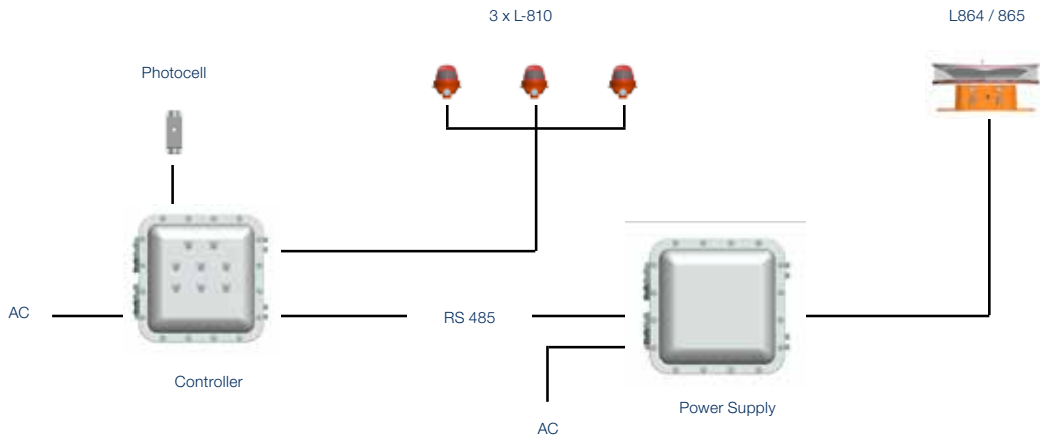 3 x L-810
L864 / 865
Photocell
AC
RS 485
Controller
Power Supply
AC